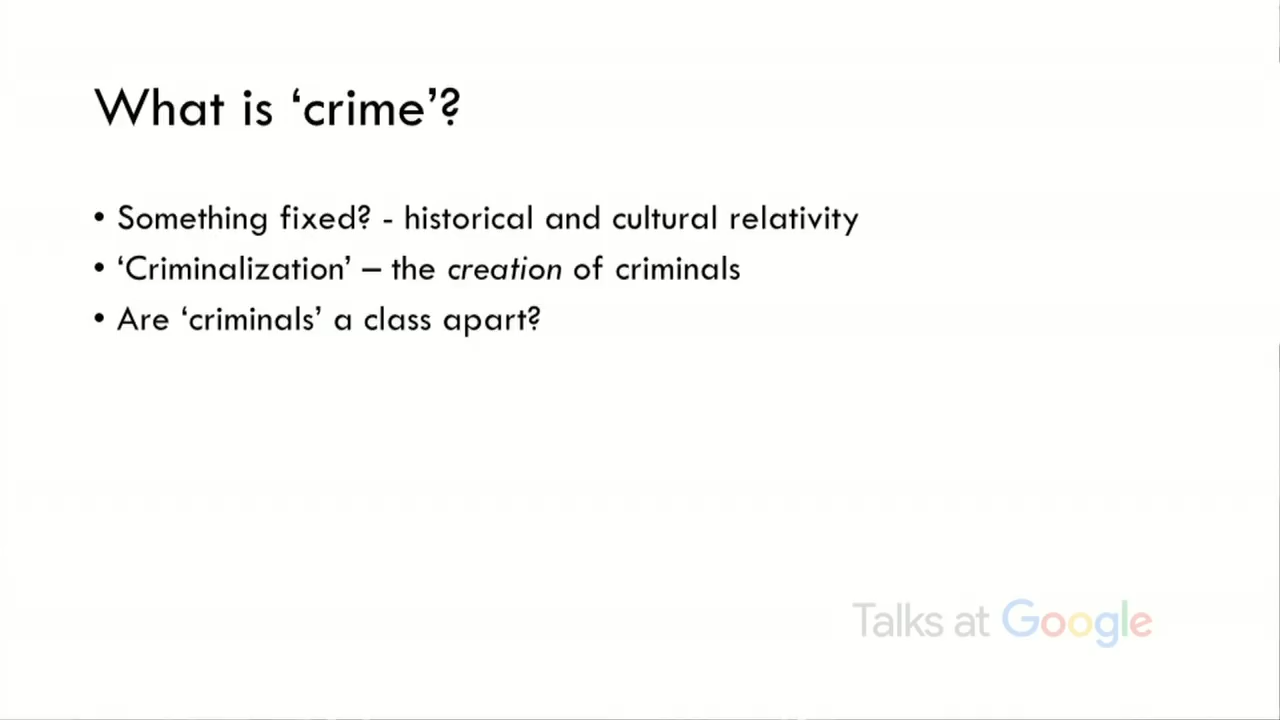 What is ‘crime’?
• Something fixed? - historical and cultural relativity
• ‘Criminalization’ – the creation of criminals
• Are ‘criminals’ a class apart?
Talks at Google